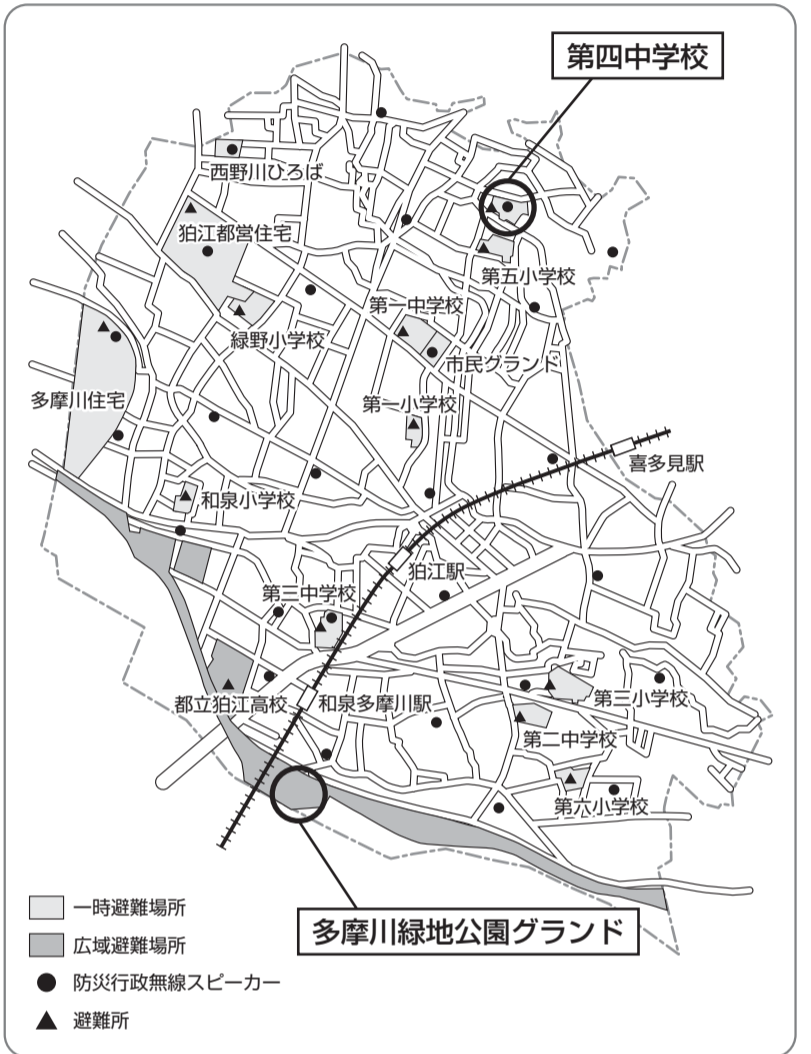 第四中学校
西野川ひろば
狛江都営住宅
第五小学校
第一中学校
緑野小学校
市民グランド
多摩川住宅
第一小学校
喜多見駅
和泉小学校
狛江駅
第三中学校
都立狛江高校
和泉多摩川駅
第三小学校
第二中学校
第六小学校
多摩川緑地公園グランド
一時避難場所
広域避難場所
防災行政無線スピーカー
避難所